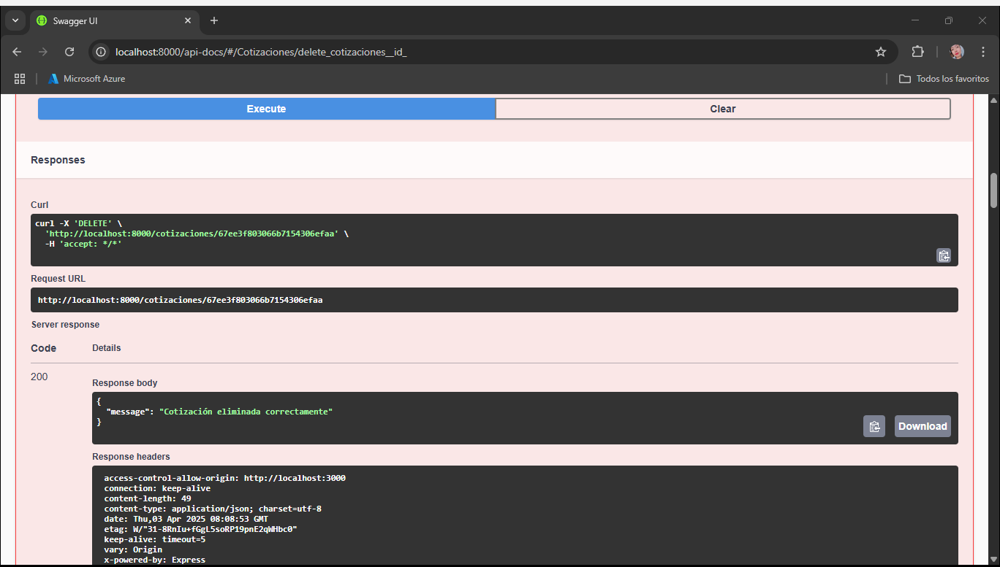 Swagger UI
localhost:8000/api-docs/#/Cotizaciones/delete_cotizaciones__id_
Microsoft Azure
Todos los favoritos
Execute
Clear
Responses
Curl
curl -X 'DELETE' \
'http://localhost:8000/cotizaciones/67ee3f803066b7154306efaa' \
-H 'accept: */*'
Request URL
http://localhost:8000/cotizaciones/67ee3f803066b7154306efaa
Server response
Code
Details
200
Response body
{
"message": "Cotización eliminada correctamente"
}
Download
Response headers
access-control-allow-origin: http://localhost:3000
connection: keep-alive
content-length: 49
content-type: application/json; charset=utf-8
date: Thu,03 Apr 2025 08:08:53 GMT
etag: W/"31-8RnIu+fGgL5soRP19pnE2qWHbc0"
keep-alive: timeout=5
vary: Origin
x-powered-by: Express